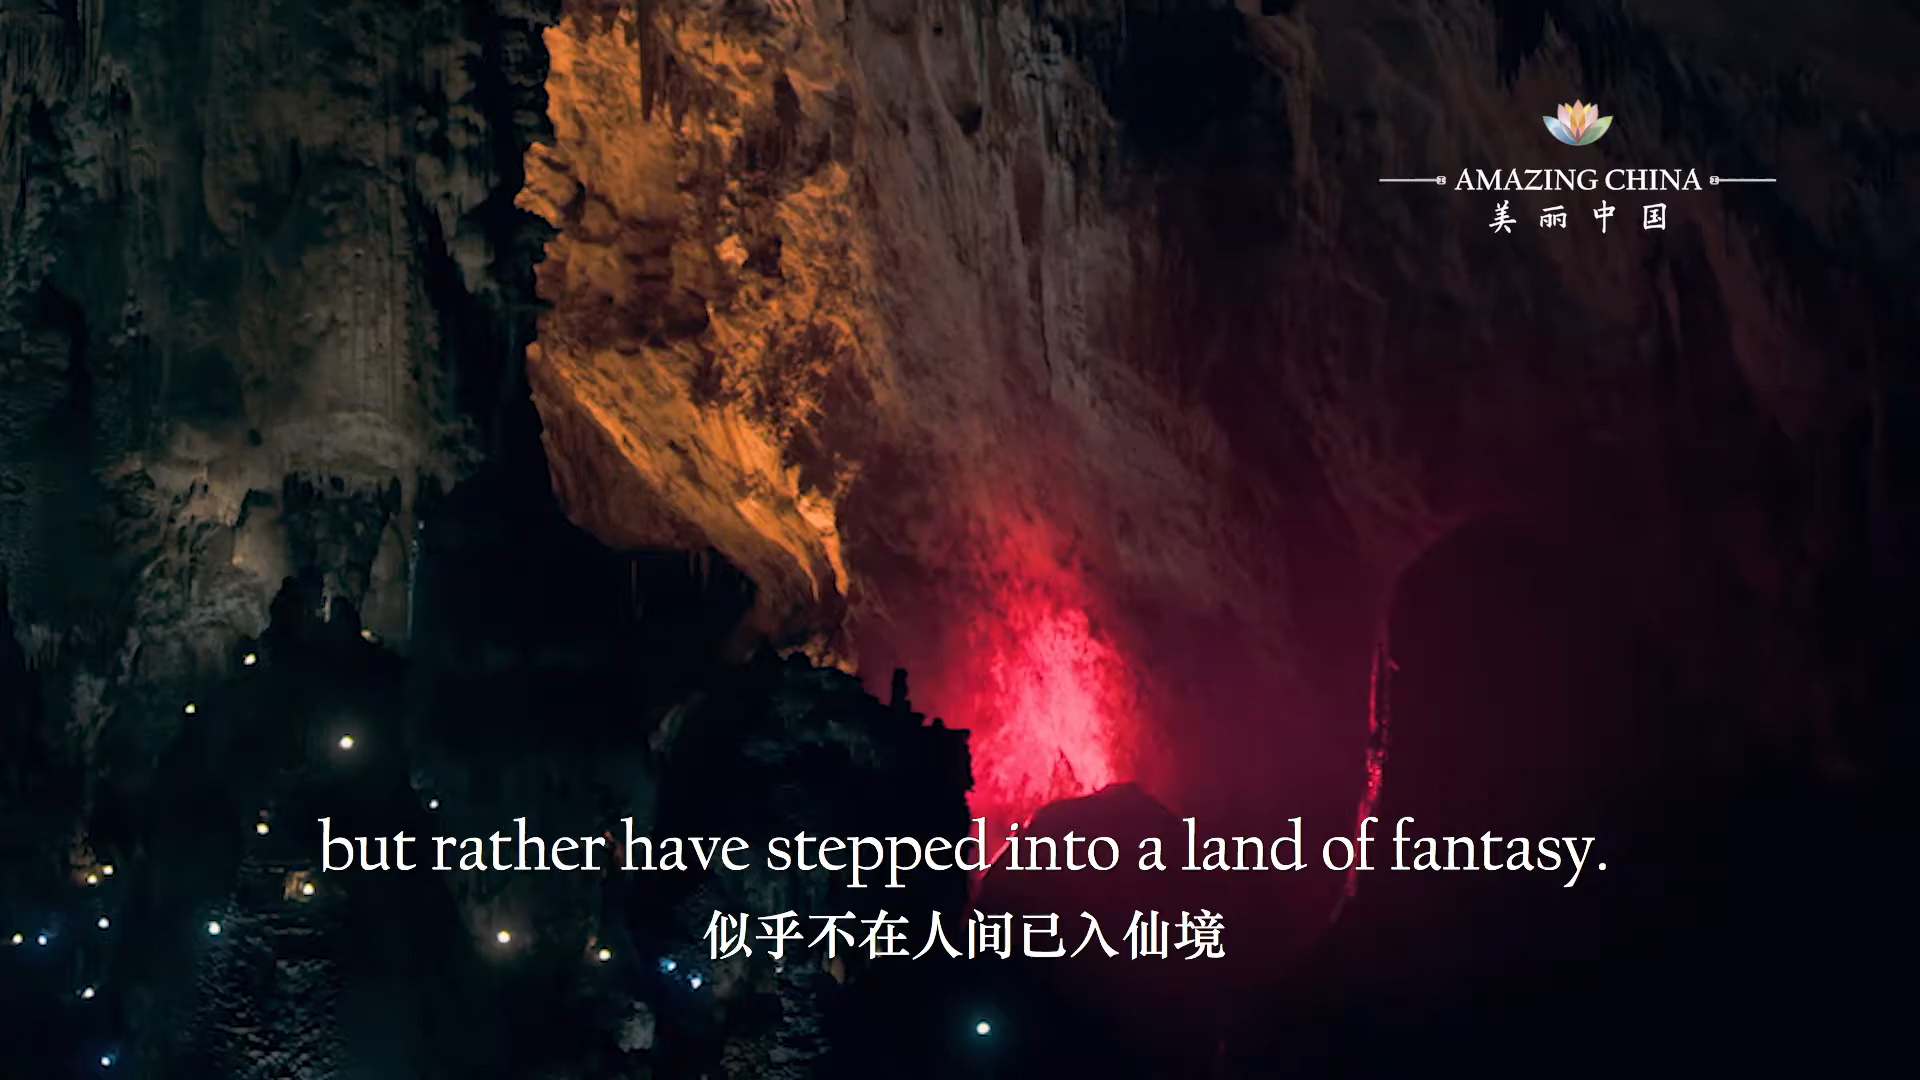 AMAZING CHINA
美丽中国
but rather have stepped into a land of fantasy.
似乎不在人间已入仙境